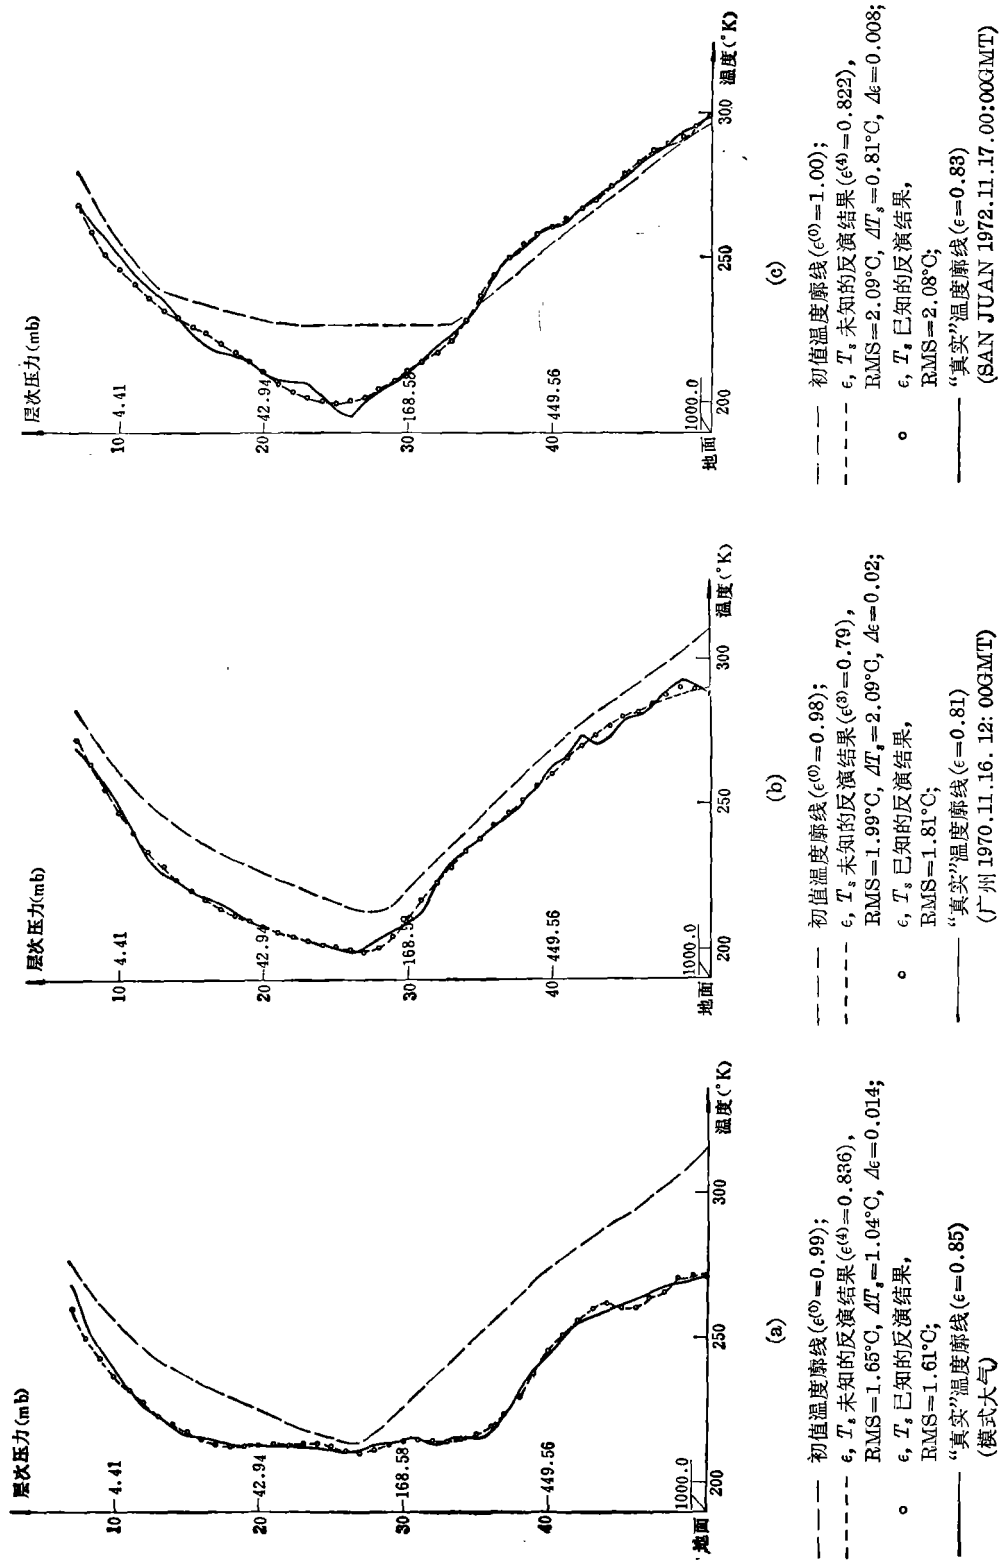 层次压力(mb)
10 4.41
20 42.94
30 168.58
40 449.56
1000.0
地面
200
250
300
温度(°K)
(a)
初值温度廓线(ϵ⁽⁰⁾=0.99);
ϵ, Tₛ 未知的反演结果(ϵ⁽⁴⁾=0.836),
RMS=1.65°C, ΔTₛ=1.04°C, Δϵ=0.014;
ϵ, Tₛ 已知的反演结果,
RMS=1.61°C;
“真实”温度廓线(ϵ=0.85)
(模式大气)
层次压力(mb)
10 4.41
20 42.94
30 168.5
40 449.56
1000.0
地面
200
250
300
温度(°K)
(b)
初值温度廓线(ϵ⁽⁰⁾=0.98);
ϵ, Tₛ 未知的反演结果(ϵ⁽³⁾=0.79),
RMS=1.99°C, ΔTₛ=2.09°C, Δϵ=0.02;
ϵ, Tₛ 已知的反演结果,
RMS=1.81°C;
“真实”温度廓线(ϵ=0.81)
(广州 1970.11.16. 12:00GMT)
层次压力(mb)
10 4.41
20 42.94
30 168.58
40 449.56
1000.0
地面
200
250
300
温度(°K)
(c)
初值温度廓线(ϵ⁽⁰⁾=1.00);
ϵ, Tₛ 未知的反演结果(ϵ⁽⁴⁾=0.822),
RMS=2.09°C, ΔTₛ=0.81°C, Δϵ=0.008;
ϵ, Tₛ 已知的反演结果,
RMS=2.08°C;
“真实”温度廓线(ϵ=0.83)
(SAN JUAN 1972.11.17.00:00GMT)